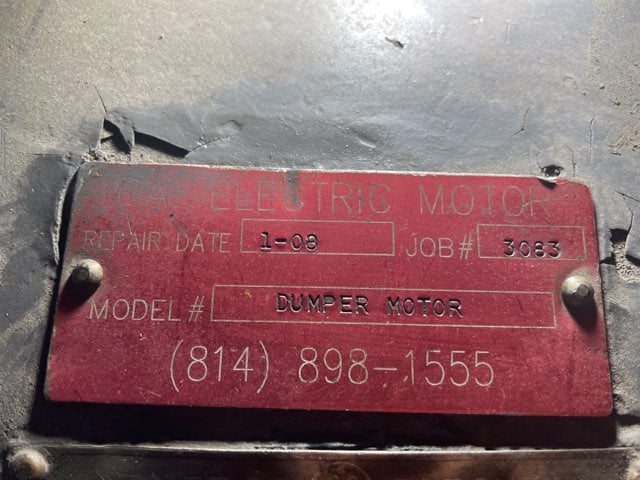 ELECTRIC MOTOR
REPAIR DATE 1-08 JOB# 3083
MODEL# DUMPER MOTOR
(814) 898-1555